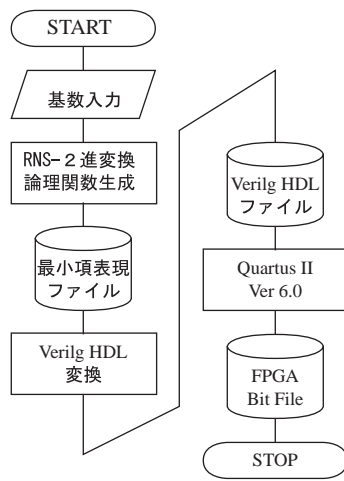 START
基数入力
RNS-2進変換
論理関数生成
最小項表現
ファイル
Verilg HDL
変換
Verilg HDL
ファイル
Quartus II
Ver 6.0
FPGA
Bit File
STOP